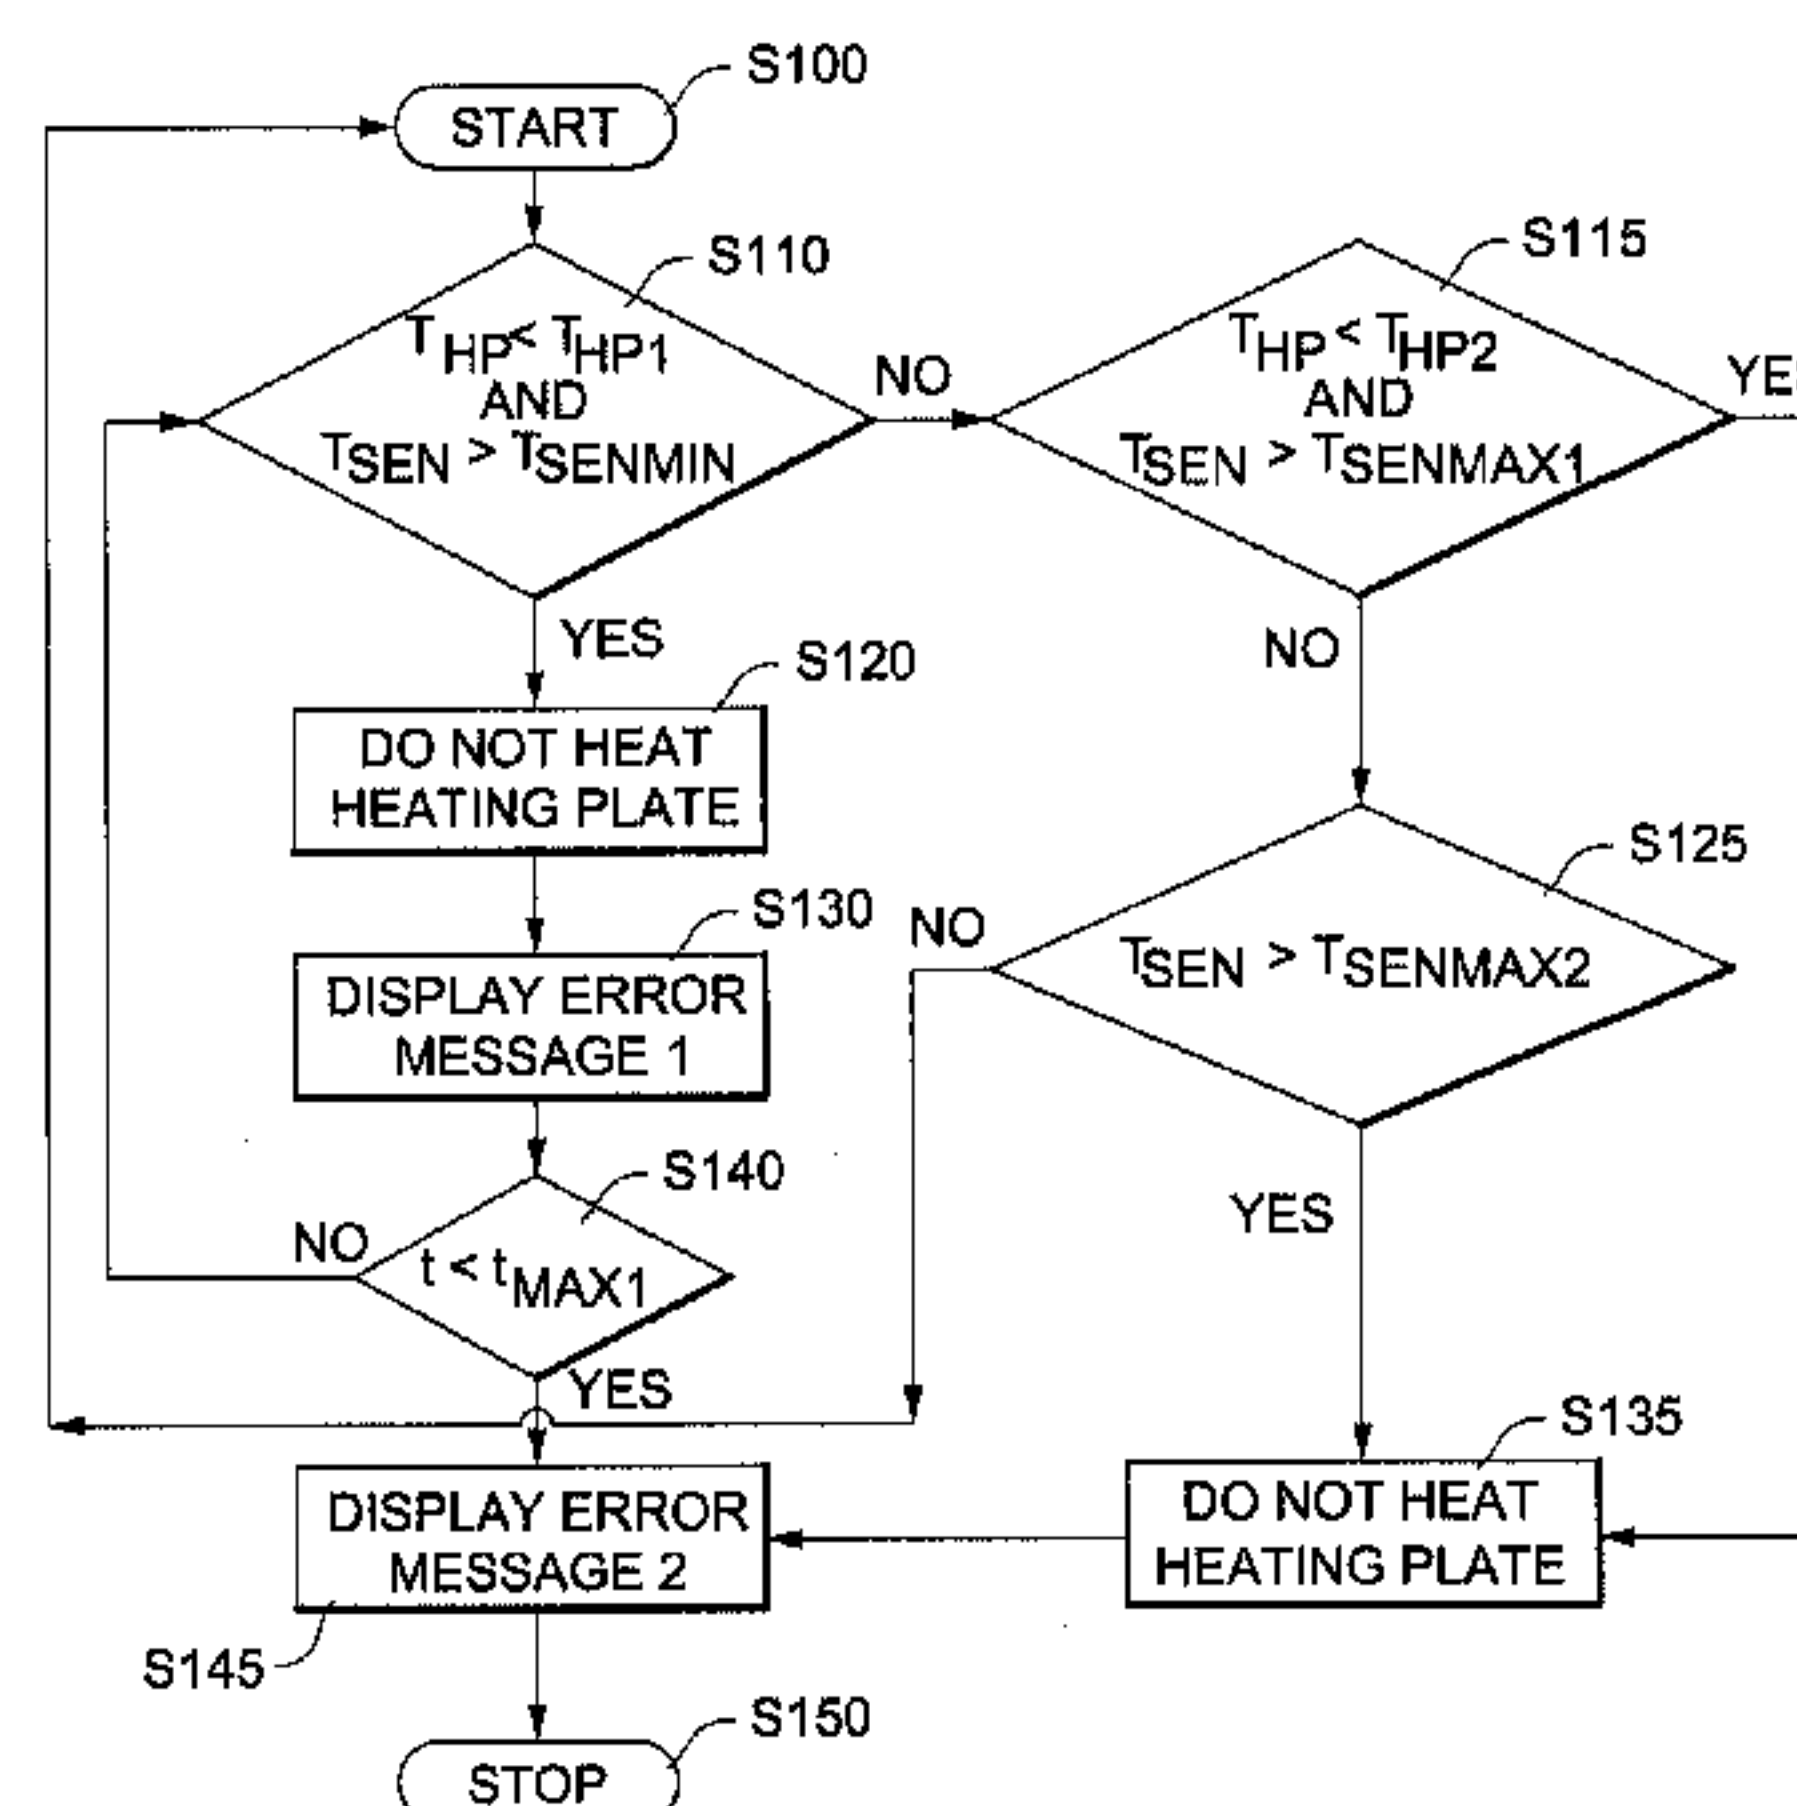 S100
START
S110
T HP < THP1
AND
TSEN > TSENMIN
NO
YES
S115
THP < THP2
AND
TSEN > TSENMAX1
YES
NO
S120
DO NOT HEAT
HEATING PLATE
S125
TSEN > TSENMAX2
NO
YES
S130
DISPLAY ERROR
MESSAGE 1
S140
t < tMAX1
NO
YES
S135
DO NOT HEAT
HEATING PLATE
DISPLAY ERROR
MESSAGE 2
S145
S150
STOP